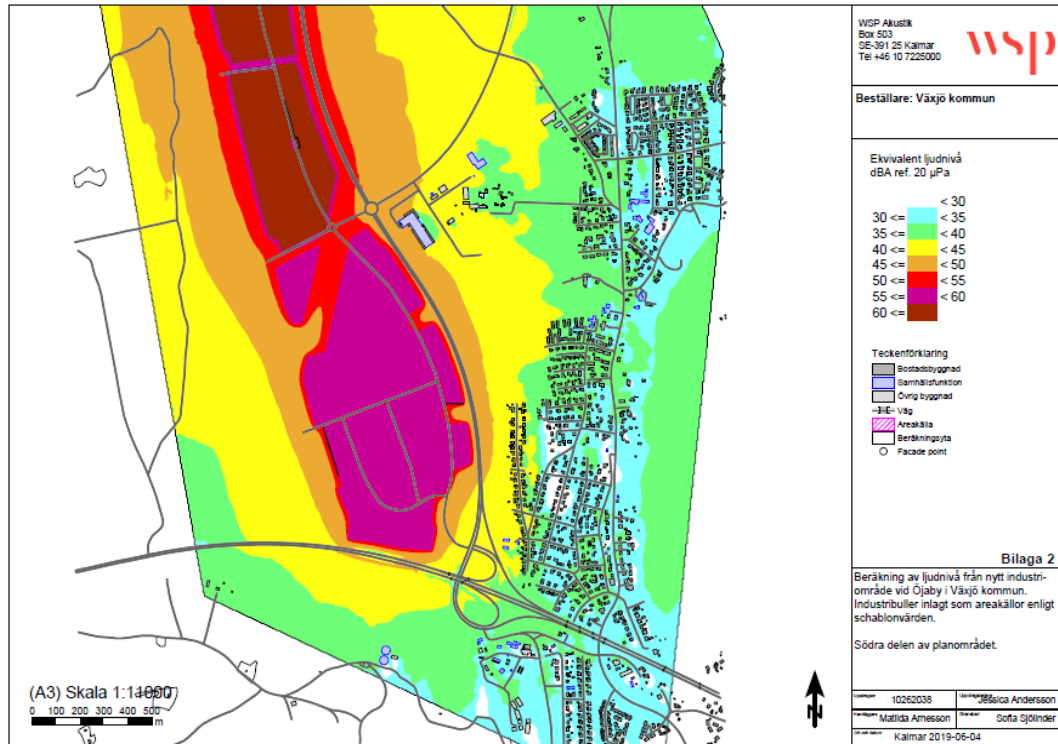 WSP Akustik
Box 503
SE-391 25 Kalmar
Tel +46 10 7225000
wsp
Beställare: Växjö kommun
Ekvivalent ljudnivå
dBA ref. 20 µPa
< 30
30 <= < 35
35 <= < 40
40 <= < 45
45 <= < 50
50 <= < 55
55 <= < 60
60 <=
Teckenförklaring
Bostadsbyggnad
Samhällsfunktion
Övrig byggnad
Väg
Areakälla
Beräkningsyta
Facade point
Bilaga 2
Beräkning av ljudnivå från nytt industri-
område vid Öjaby i Växjö kommun.
Industribuller inlagt som areakällor enligt
schablonvärden.
Södra delen av planområdet.
(A3) Skala 1:11000
0 100 200 300 400 500
m
N
10262038 Jessica Andersson
Matilda Arnesson Sofia Sjölinder
Kalmar 2019-06-04